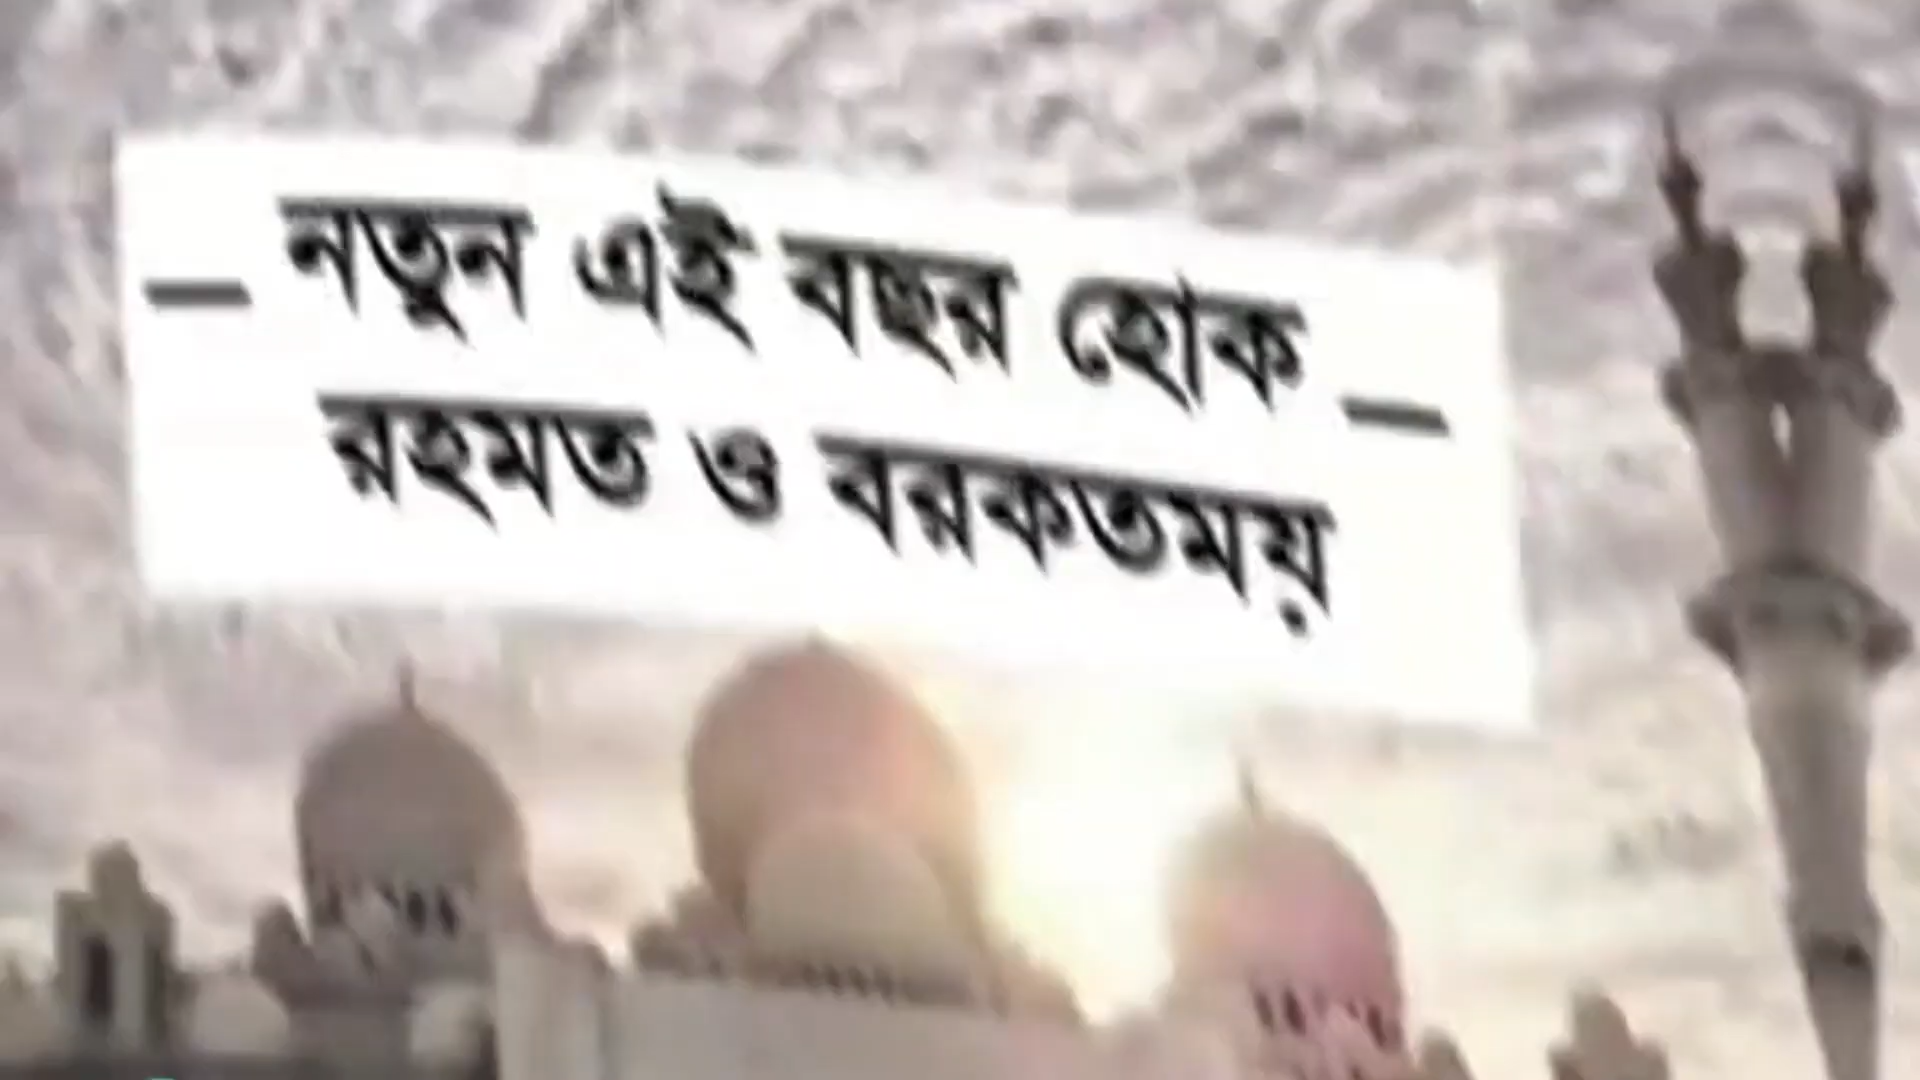 _ নতুন এই বছর হোক _
রহমত ও বরকতময়